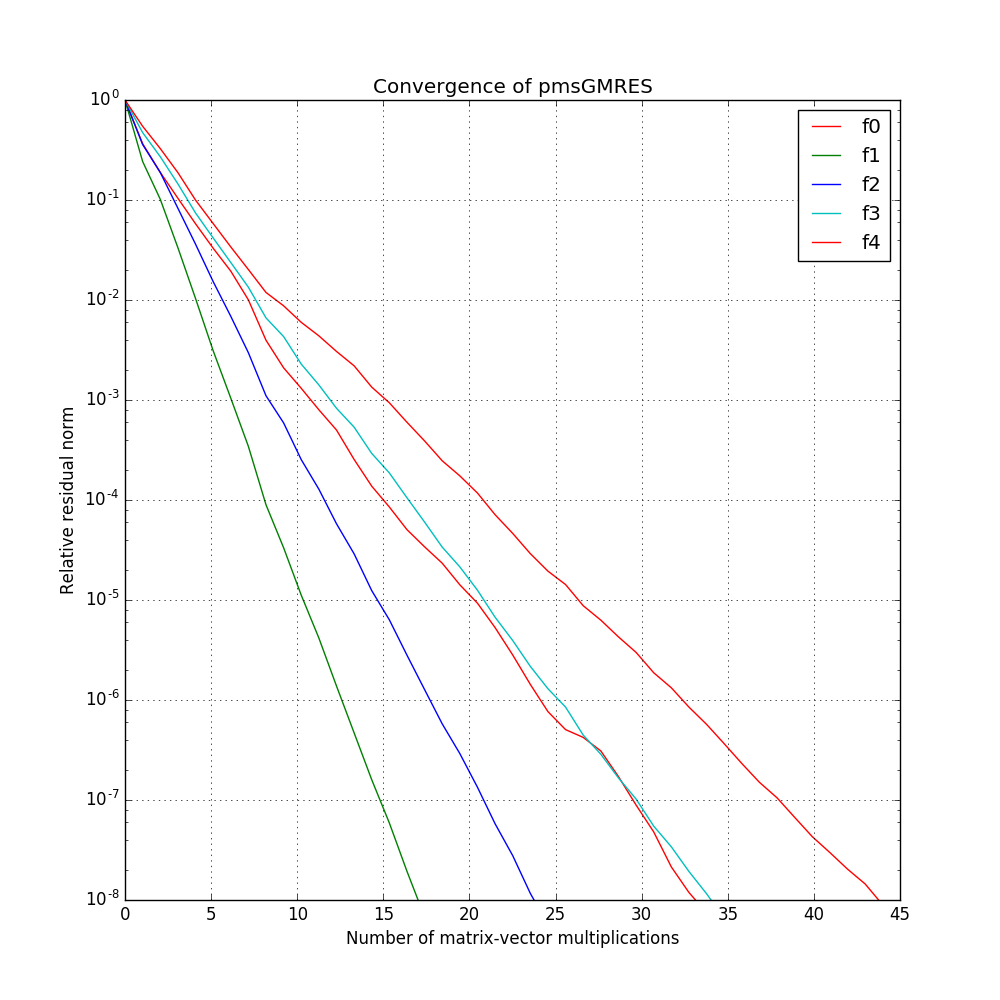 Convergence of pmsGMRES
10^0
10^-1
10^-2
10^-3
10^-4
10^-5
10^-6
10^-7
10^-8
Relative residual norm
f0
f1
f2
f3
f4
0 5 10 15 20 25 30 35 40 45
Number of matrix-vector multiplications